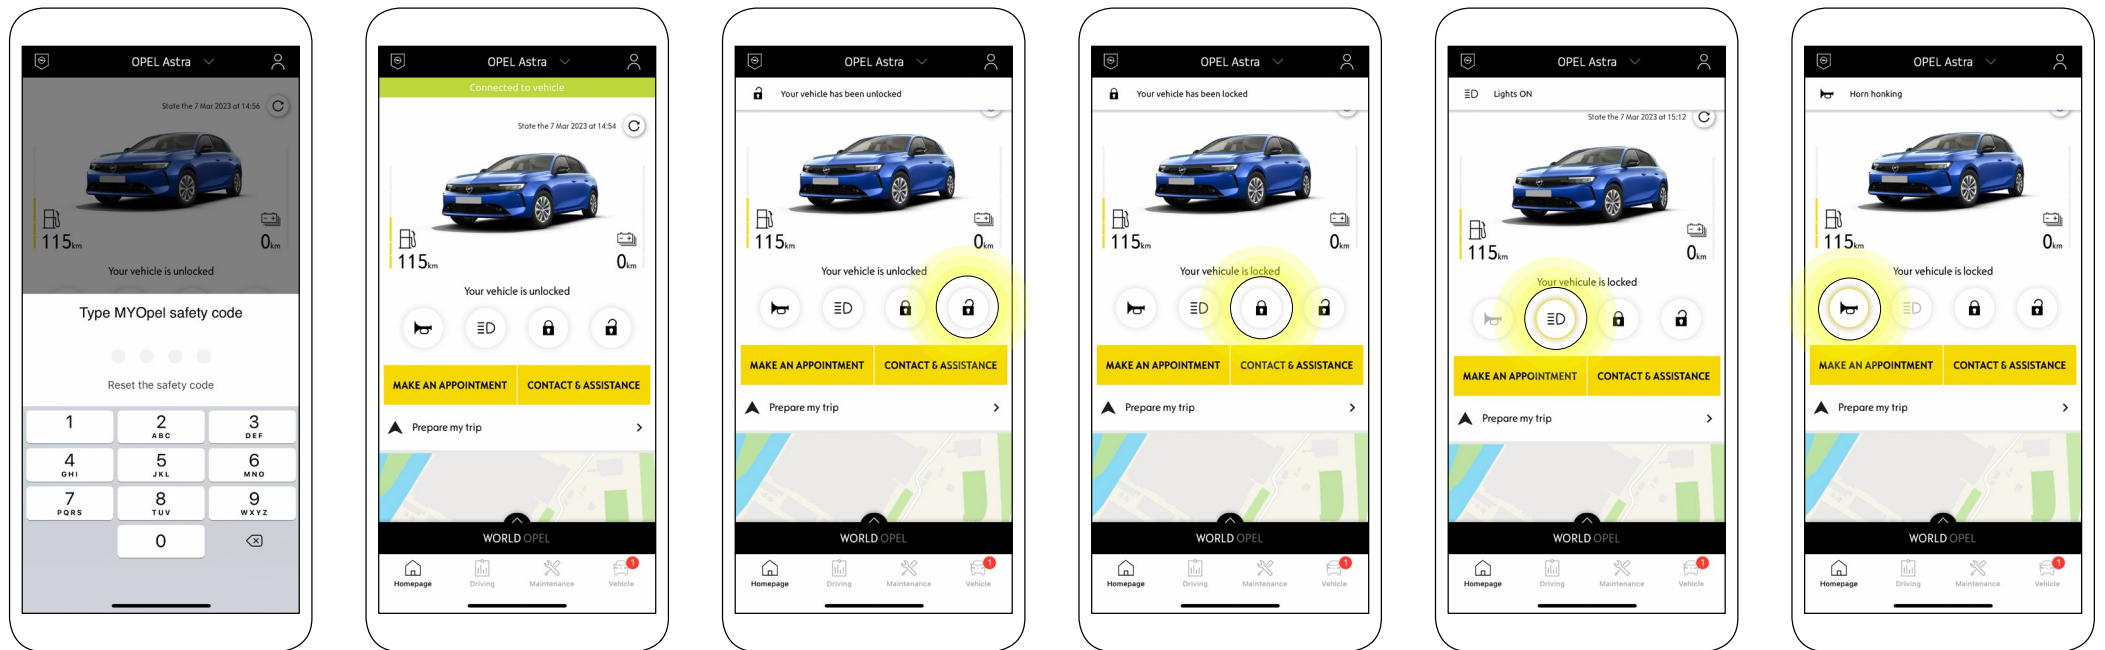 OPEL Astra
State the 7 Mar 2023 at 14:56
115km
0km
Your vehicle is unlocked
Type MYOpel safety code
Reset the safety code
1
2
ABC
3
DEF
4
GHI
5
JKL
6
MNO
7
PQRS
8
TUV
9
WXYZ
0
OPEL Astra
Connected to vehicle
State the 7 Mar 2023 at 14:54
115km
0km
Your vehicle is unlocked
MAKE AN APPOINTMENT
CONTACT & ASSISTANCE
Prepare my trip
WORLD OPEL
1
Homepage
Driving
Maintenance
Vehicle
OPEL Astra
Your vehicle has been unlocked
115km
0km
Your vehicle is unlocked
MAKE AN APPOINTMENT
CONTACT & ASSISTANCE
Prepare my trip
WORLD OPEL
1
Homepage
Driving
Maintenance
Vehicle
OPEL Astra
Your vehicle has been locked
115km
0km
Your vehicule is locked
MAKE AN APPOINTMENT
CONTACT & ASSISTANCE
Prepare my trip
WORLD OPEL
1
Homepage
Driving
Maintenance
Vehicle
OPEL Astra
Lights ON
State the 7 Mar 2023 at 15:12
115km
0km
Your vehicule is locked
MAKE AN APPOINTMENT
CONTACT & ASSISTANCE
Prepare my trip
WORLD OPEL
1
Homepage
Driving
Maintenance
Vehicle
OPEL Astra
Horn honking
115km
0km
Your vehicule is locked
MAKE AN APPOINTMENT
CONTACT & ASSISTANCE
Prepare my trip
WORLD OPEL
1
Homepage
Driving
Maintenance
Vehicle